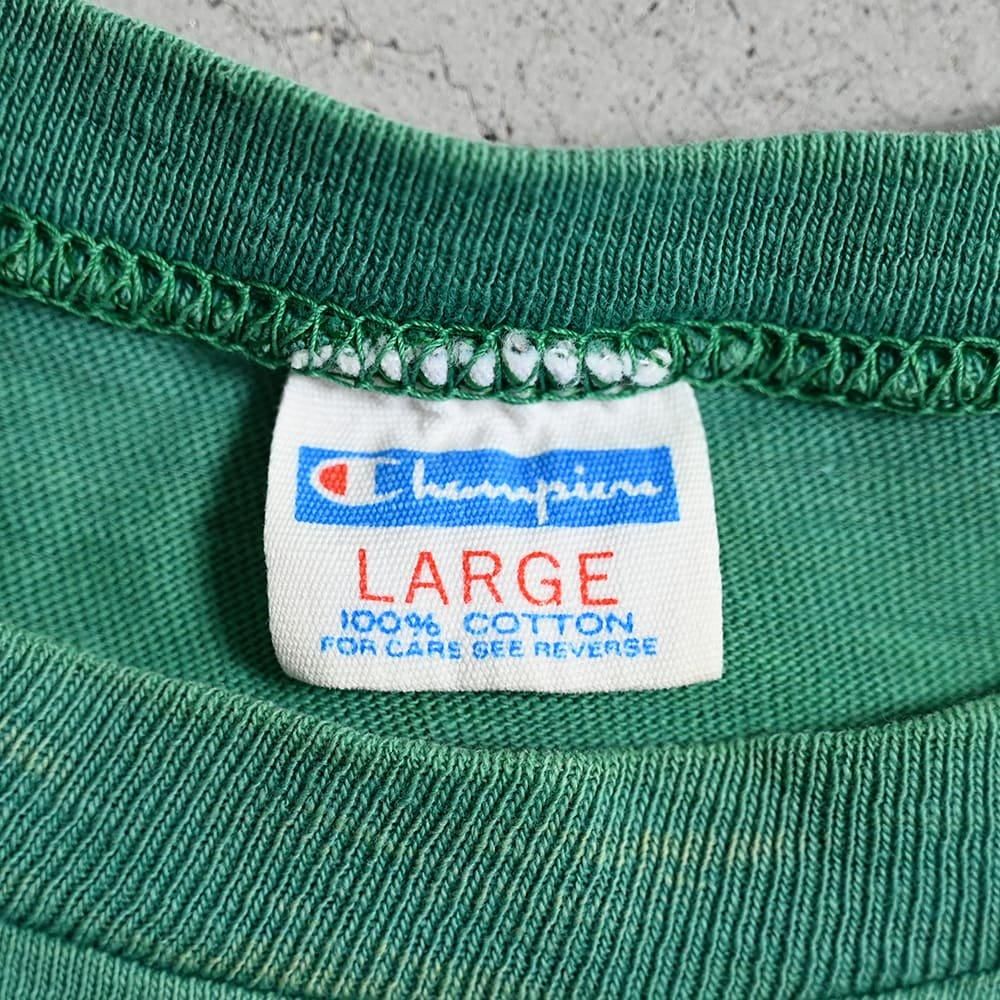 Champion
LARGE
100% COTTON
FOR CARE SEE REVERSE